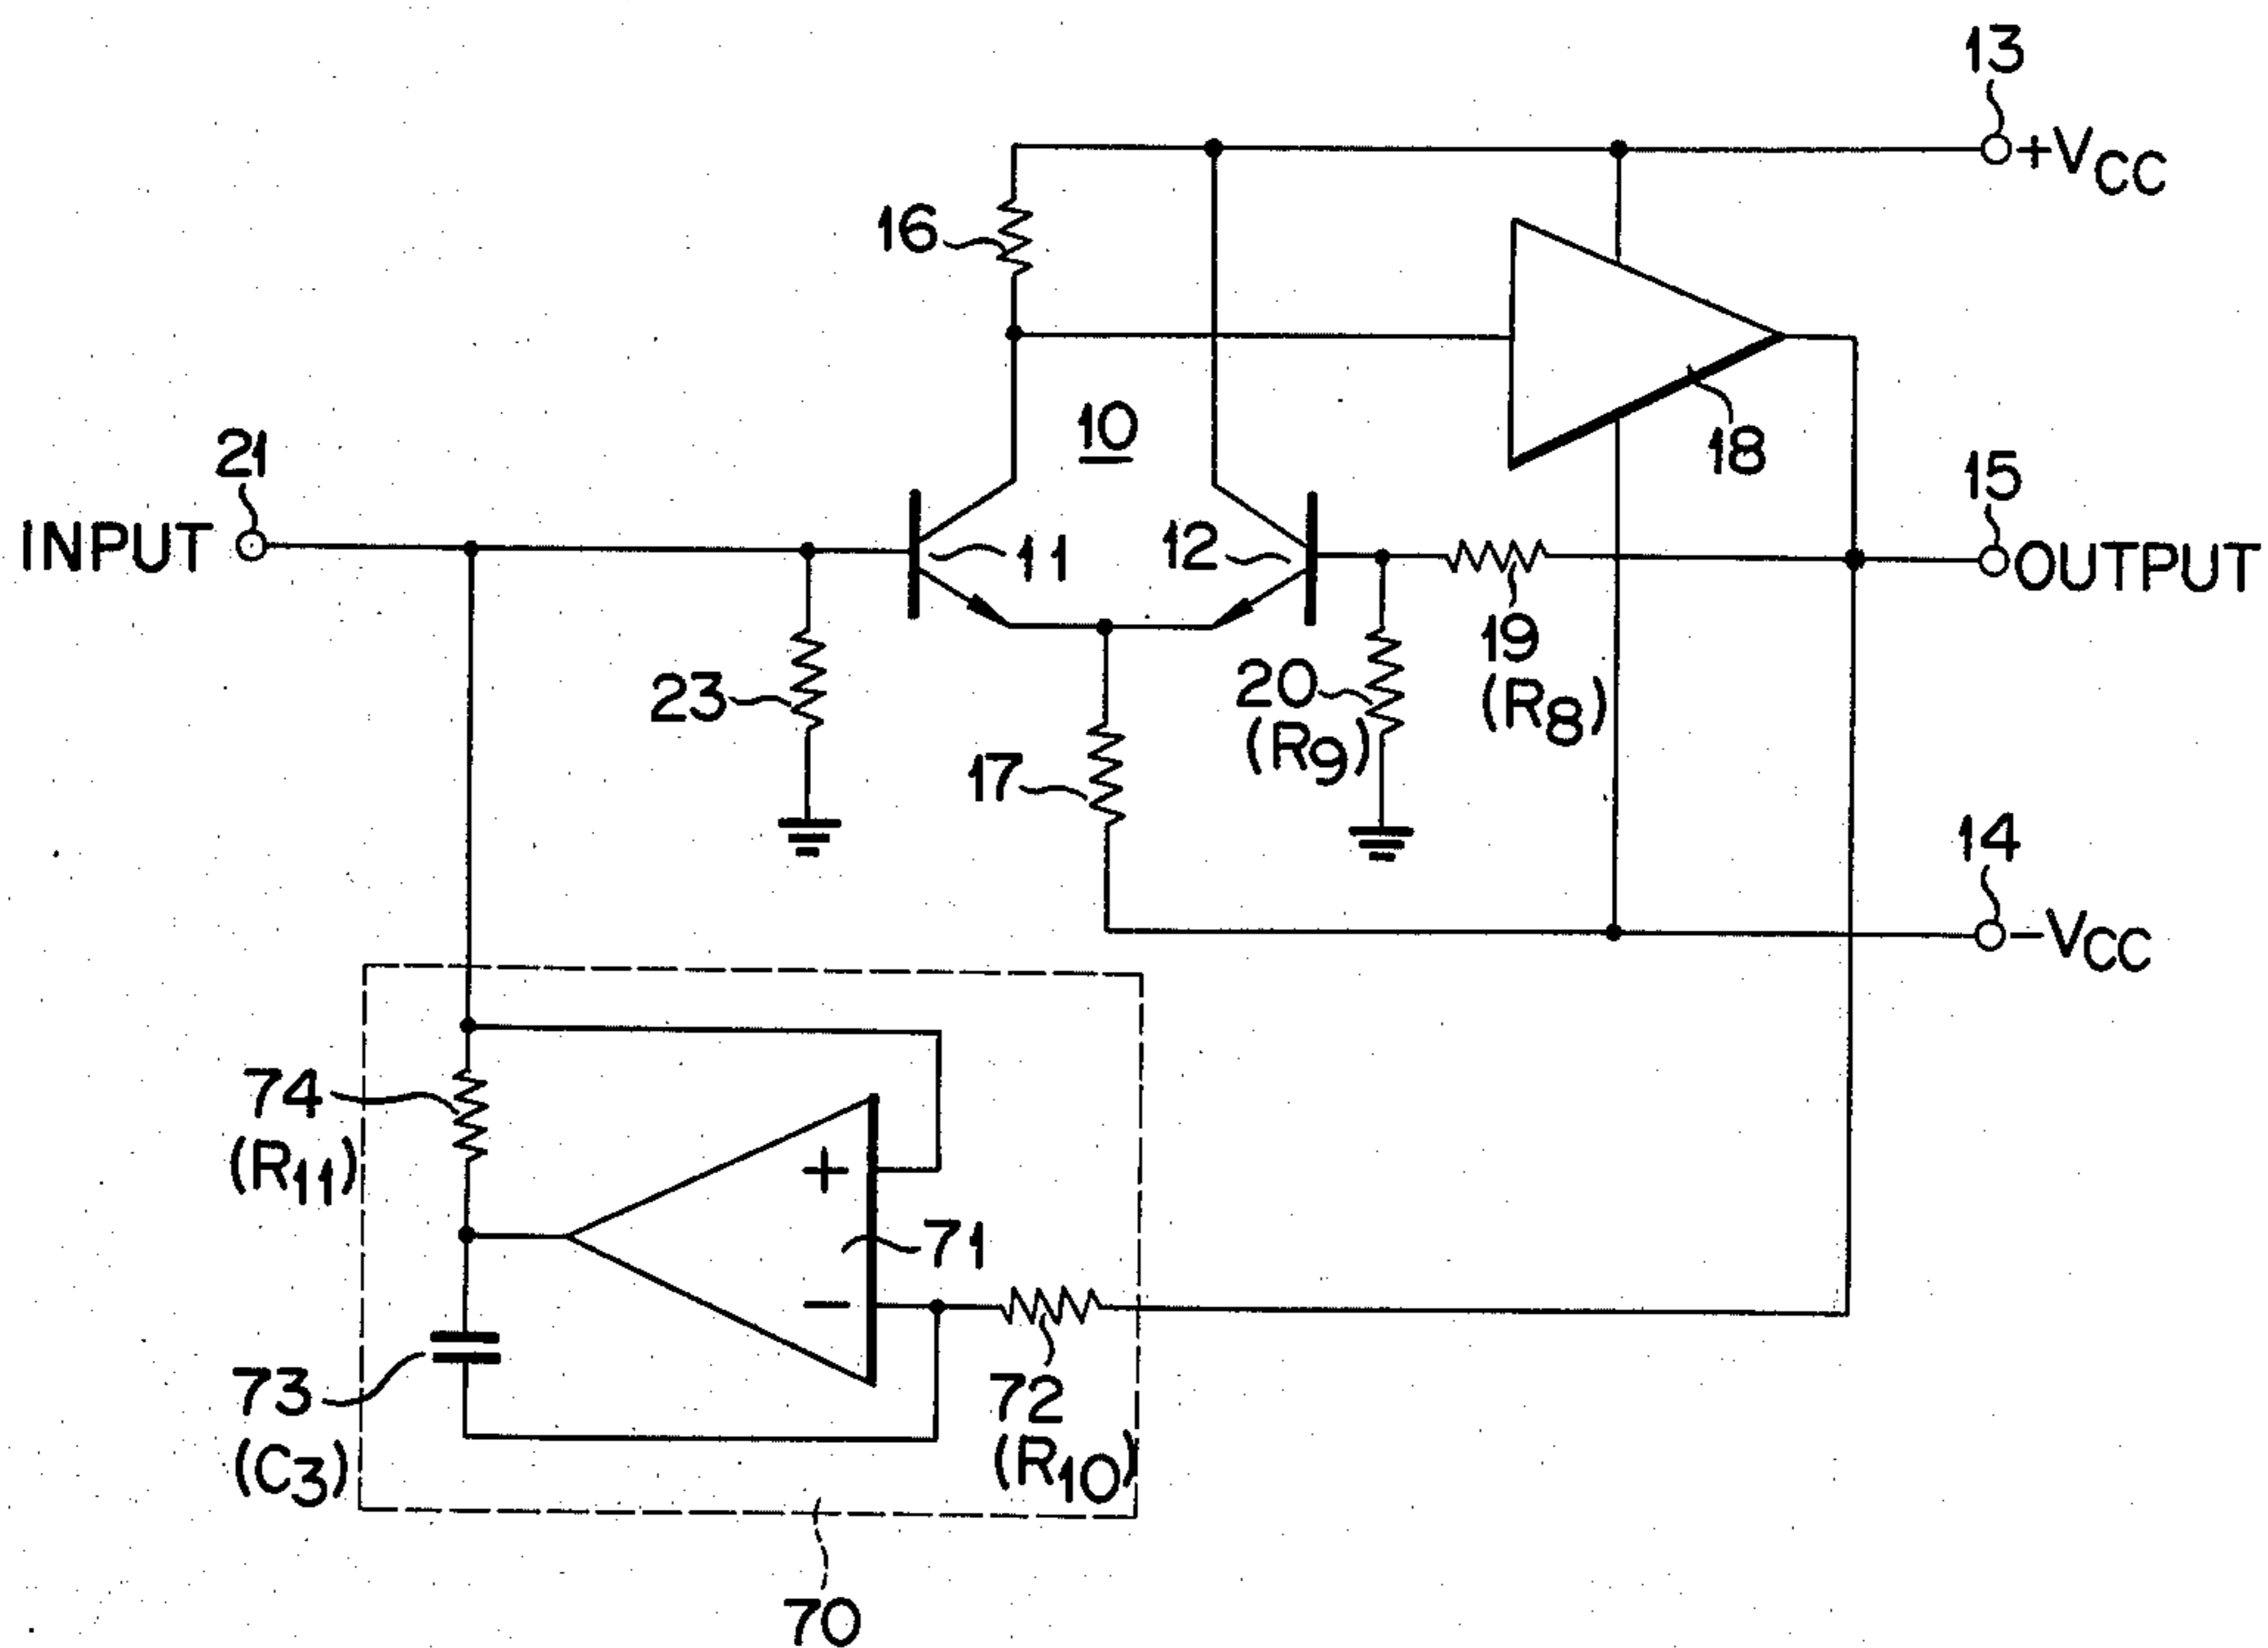 13
+VCC
16
18
10
21
INPUT
11
12
15
OUTPUT
19
(R8)
20
(R9)
23
17
14
-VCC
74
(R11)
+
71
−
73
(C3)
72
(R10)
70